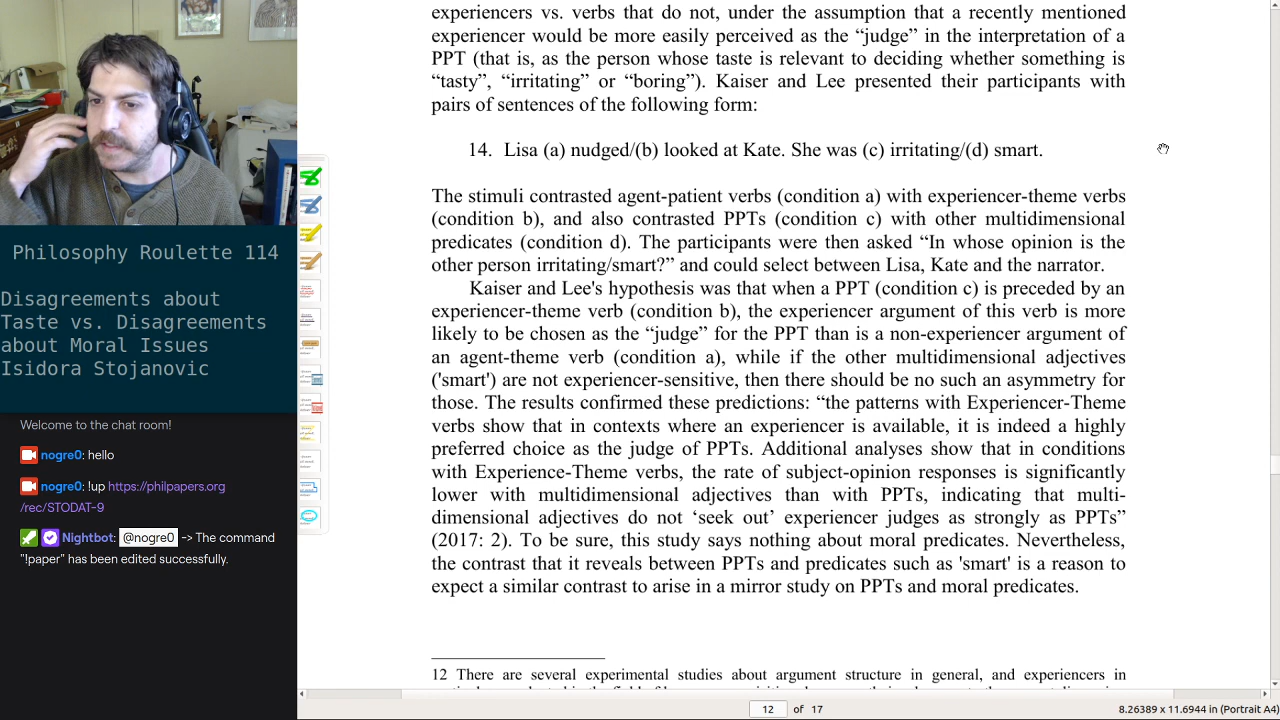 experiencers vs. verbs that do not, under the assumption that a recently mentioned
experiencer would be more easily perceived as the “judge” in the interpretation of a
PPT (that is, as the person whose taste is relevant to deciding whether something is
“tasty”, “irritating” or “boring”). Kaiser and Lee presented their participants with
pairs of sentences of the following form:
14. Lisa (a) nudged/(b) looked at Kate. She was (c) irritating/(d) smart.
The stimuli contrasted agent-patient verbs (condition a) with experiencer-theme verbs
(condition b), and also contrasted PPTs (condition c) with other multidimensional
predicates (condition d). The participants were then asked “In whose opinion is the
other person irritating/smart?” and could select between Lisa, Kate and the narrator.
Kaiser and Lee's hypothesis was that when a PPT (condition c) is preceded by an
experiencer-theme verb (condition b), the experiencer argument of the verb is more
likely to be chosen as the “judge” for the PPT than is the non-experiencer argument of
an agent-theme verb (condition a), while if the other multidimensional adjectives
('smart') are not opinion-sensitive, then there should be no such asymmetry for
those. The results confirmed these predictions: “The patterns with Experiencer-Theme
verbs show that in contexts where an experiencer is available, it is indeed a highly
preferred choice for the judge of PPTs. Additional analyses show that in conditions
with Experiencer-Theme verbs, the rate of subject-opinion responses is significantly
lower with multidimensional adjectives than with PPTs, indicating that multi-
dimensional adjectives do not ‘seek out’ experiencer judges as strongly as PPTs”
(2017: 2). To be sure, this study says nothing about moral predicates. Nevertheless,
the contrast that it reveals between PPTs and predicates such as 'smart' is a reason to
expect a similar contrast to arise in a mirror study on PPTs and moral predicates.
12 There are several experimental studies about argument structure in general, and experiencers in
12 of 17
8.26389 x 11.6944 in (Portrait A4)
Philosophy Roulette 114
Disagreements about
Taste vs. Disagreements
about Moral Issues
Isidora Stojanovic
Welcome to the chat room!
nogre0: hello
nogre0: !up https://philpapers.org
/rec/STODAT-9
Nightbot: @nogre0 -> The command
"!paper" has been edited successfully.